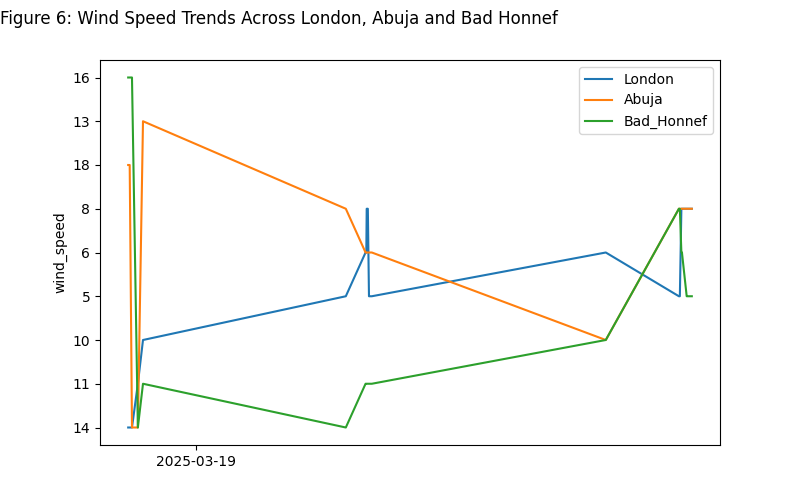 Figure 6: Wind Speed Trends Across London, Abuja and Bad Honnef
London
Abuja
Bad_Honnef
wind_speed
16
13
18
8
6
5
10
11
14
2025-03-19